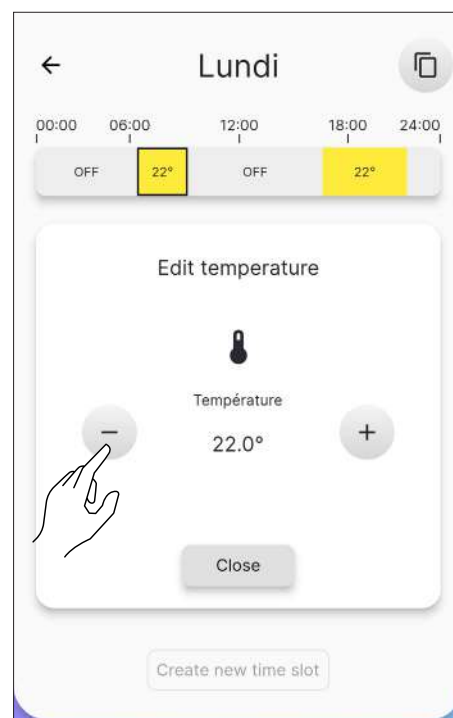 Lundi
00:00 06:00 12:00 18:00 24:00
OFF 22° OFF 22°
Edit temperature
Température
− 22.0° +
Close
Create new time slot